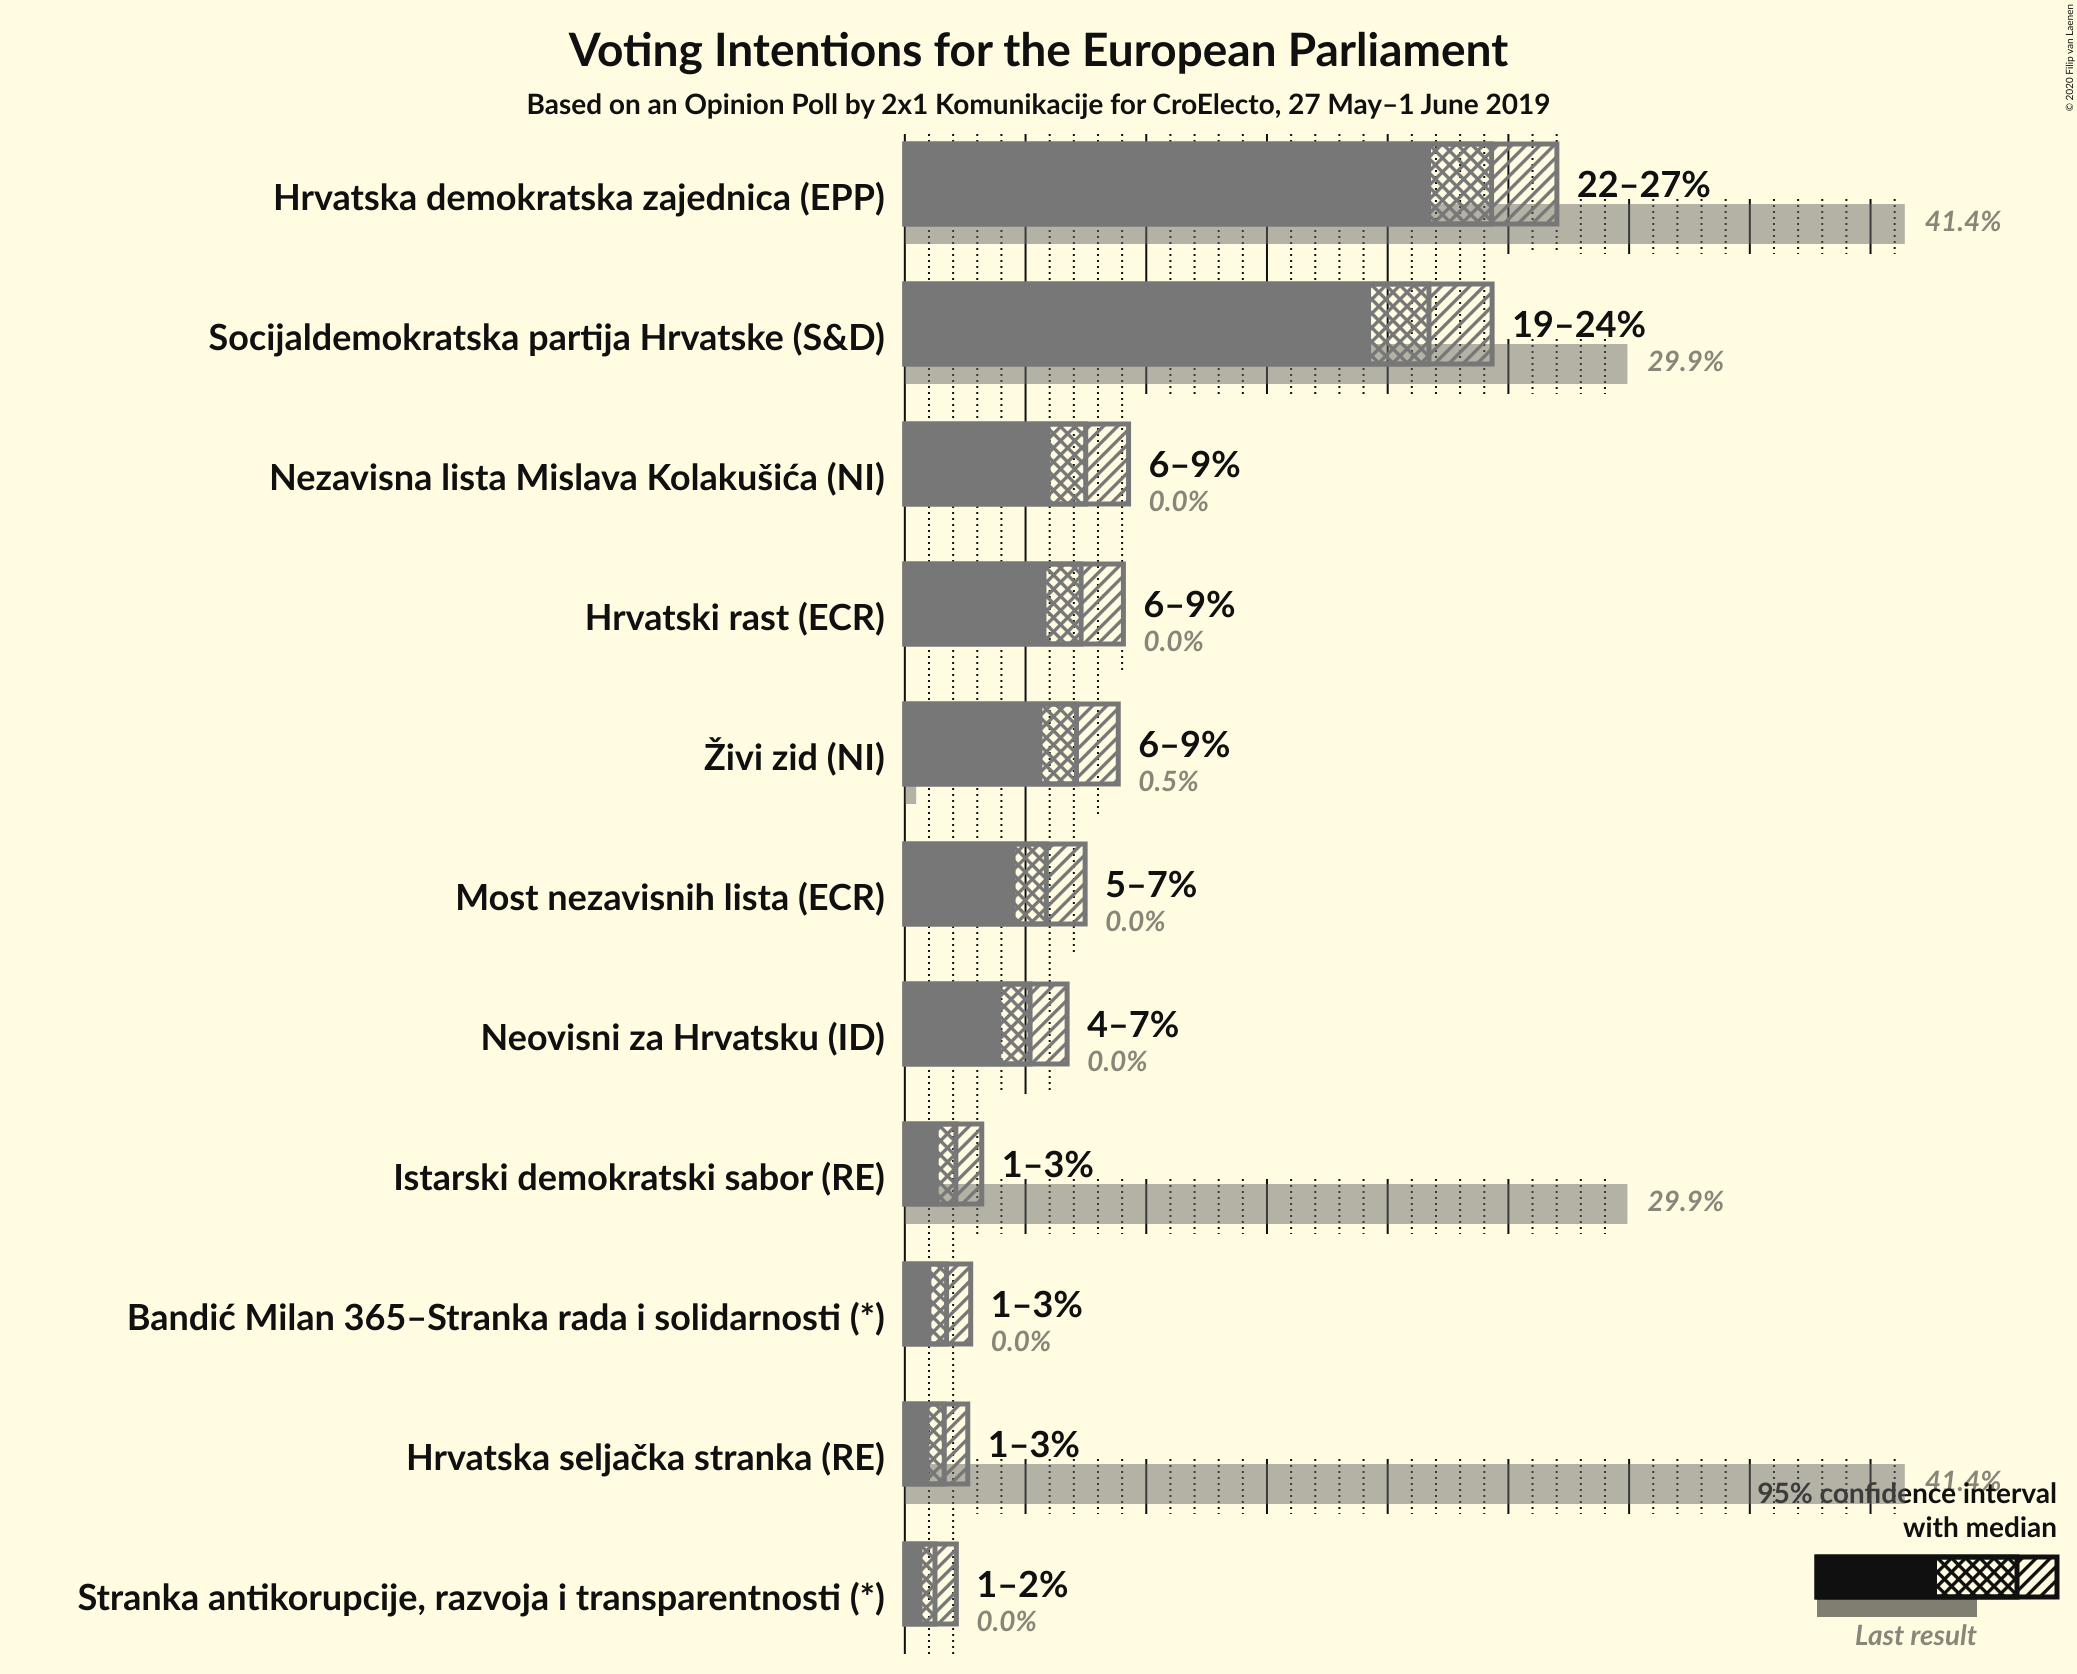 Voting Intentions for the European Parliament
Based on an Opinion Poll by 2x1 Komunikacije for CroElecto, 27 May–1 June 2019
© 2020 Filip van Laenen
Hrvatska demokratska zajednica (EPP)
22–27%
41.4%
Socijaldemokratska partija Hrvatske (S&D)
19–24%
29.9%
Nezavisna lista Mislava Kolakušića (NI)
6–9%
0.0%
Hrvatski rast (ECR)
6–9%
0.0%
Živi zid (NI)
6–9%
0.5%
Most nezavisnih lista (ECR)
5–7%
0.0%
Neovisni za Hrvatsku (ID)
4–7%
0.0%
Istarski demokratski sabor (RE)
1–3%
29.9%
Bandić Milan 365–Stranka rada i solidarnosti (*)
1–3%
0.0%
Hrvatska seljačka stranka (RE)
1–3%
41.4%
Stranka antikorupcije, razvoja i transparentnosti (*)
1–2%
0.0%
95% confidence interval
with median
Last result